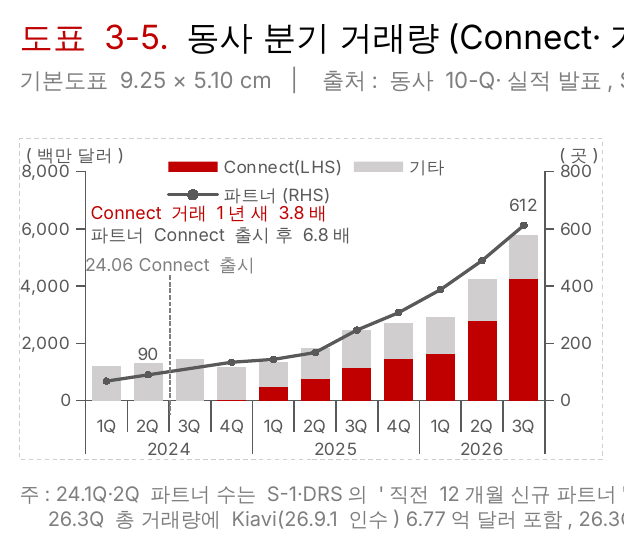 도표 3-5. 동사 분기 거래량 (Connect·
기본도표 9.25 × 5.10 cm | 출처 : 동사 10-Q· 실적 발표 ,
( 백만 달러 ) ( 곳 )
8,000 Connect(LHS) 기타 800
파트너 (RHS)
Connect 거래 1 년 새 3.8 배 612
6,000 파트너 Connect 출시 후 6.8 배 600
24.06 Connect 출시
4,000 400
2,000 90 200
0 0
1Q 2Q 3Q 4Q 1Q 2Q 3Q 4Q 1Q 2Q 3Q
2024 2025 2026
주 : 24.1Q·2Q 파트너 수는 S-1·DRS 의 ' 직전 12 개월 신규 파트너 '
26.3Q 총 거래량에 Kiavi(26.9.1 인수 ) 6.77 억 달러 포함 ,